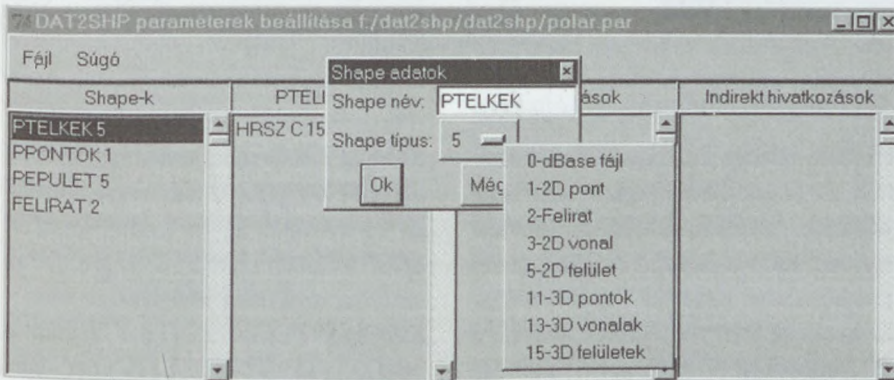 DAT2SHP paraméterek beállítása f:/dat2shp/dat2shp/polar.par
Fájl Súgó
Shape-k
PTELKEK 5
PPONTOK 1
PEPULET 5
FELIRAT 2
HRSZ C 15
Shape adatok
Shape név: PTELKEK
Shape típus: 5
Ok
0-dBase fájl
1-2D pont
2-Felirat
3-2D vonal
5-2D felület
11-3D pontok
13-3D vonalak
15-3D felületek
Indirekt hivatkozások